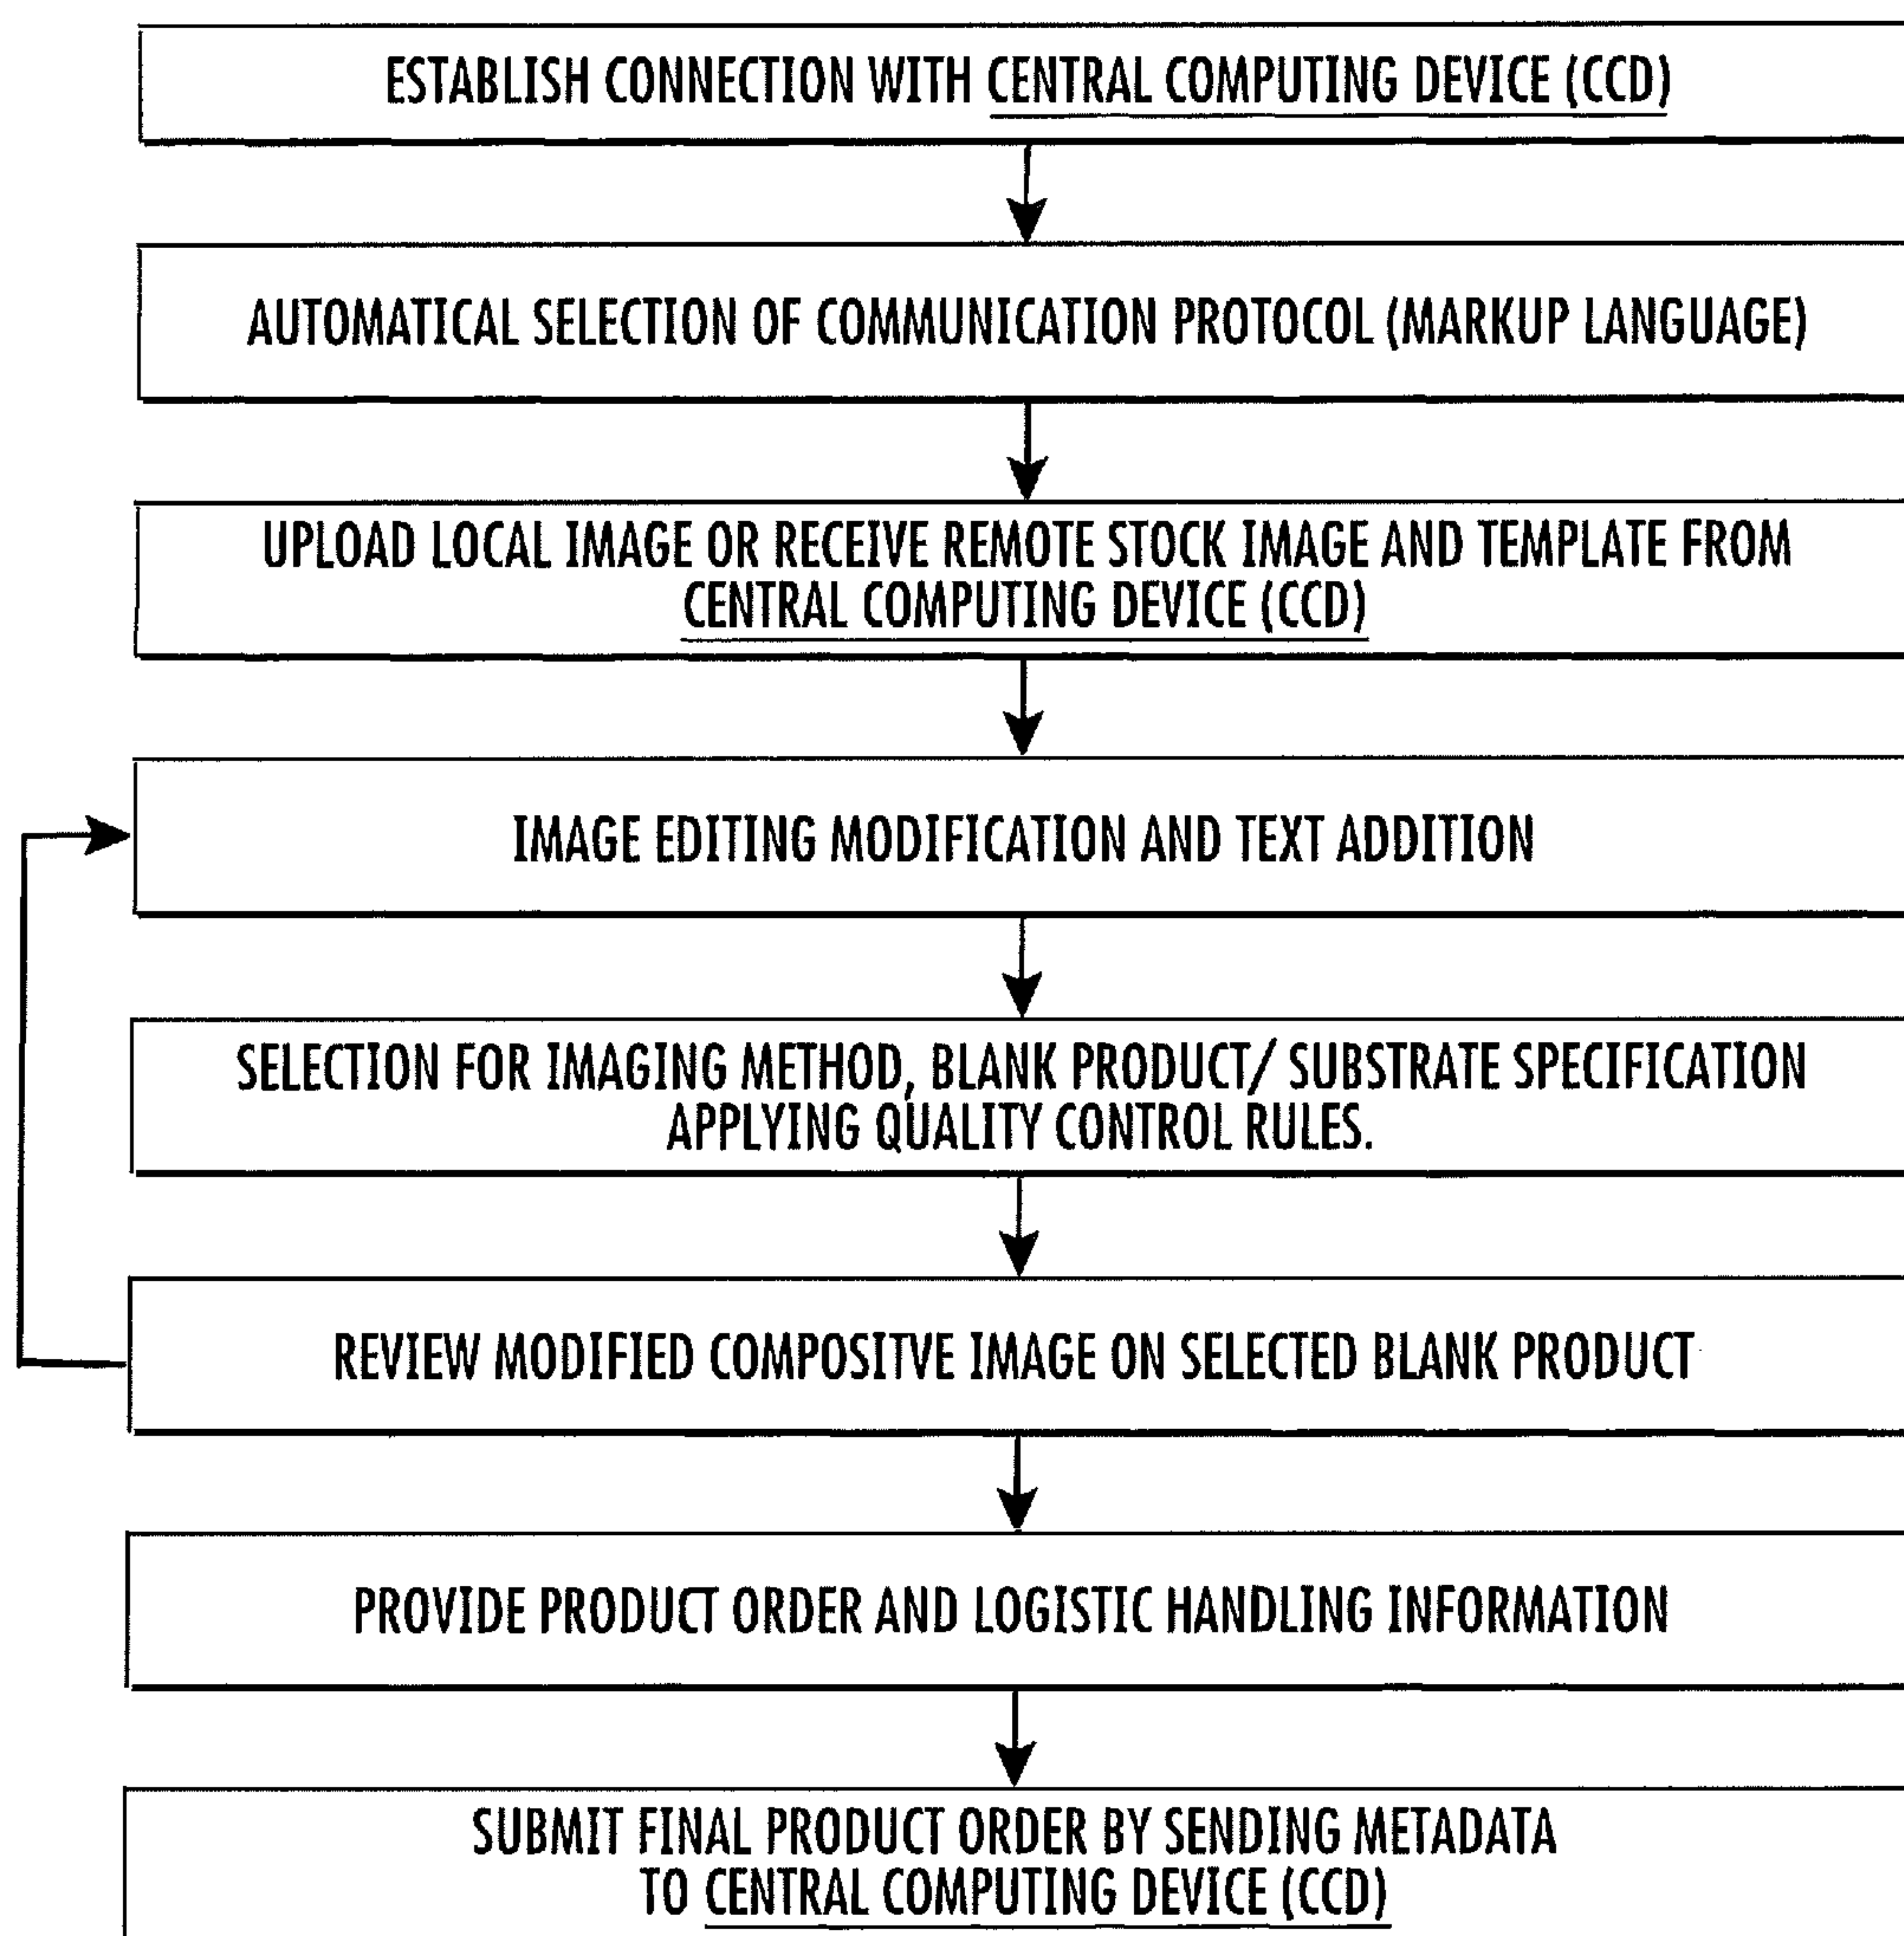 ESTABLISH CONNECTION WITH CENTRAL COMPUTING DEVICE (CCD)
AUTOMATICAL SELECTION OF COMMUNICATION PROTOCOL (MARKUP LANGUAGE)
UPLOAD LOCAL IMAGE OR RECEIVE REMOTE STOCK IMAGE AND TEMPLATE FROM
CENTRAL COMPUTING DEVICE (CCD)
IMAGE EDITING MODIFICATION AND TEXT ADDITION
SELECTION FOR IMAGING METHOD, BLANK PRODUCT/ SUBSTRATE SPECIFICATION
APPLYING QUALITY CONTROL RULES.
REVIEW MODIFIED COMPOSITVE IMAGE ON SELECTED BLANK PRODUCT
PROVIDE PRODUCT ORDER AND LOGISTIC HANDLING INFORMATION
SUBMIT FINAL PRODUCT ORDER BY SENDING METADATA
TO CENTRAL COMPUTING DEVICE (CCD)